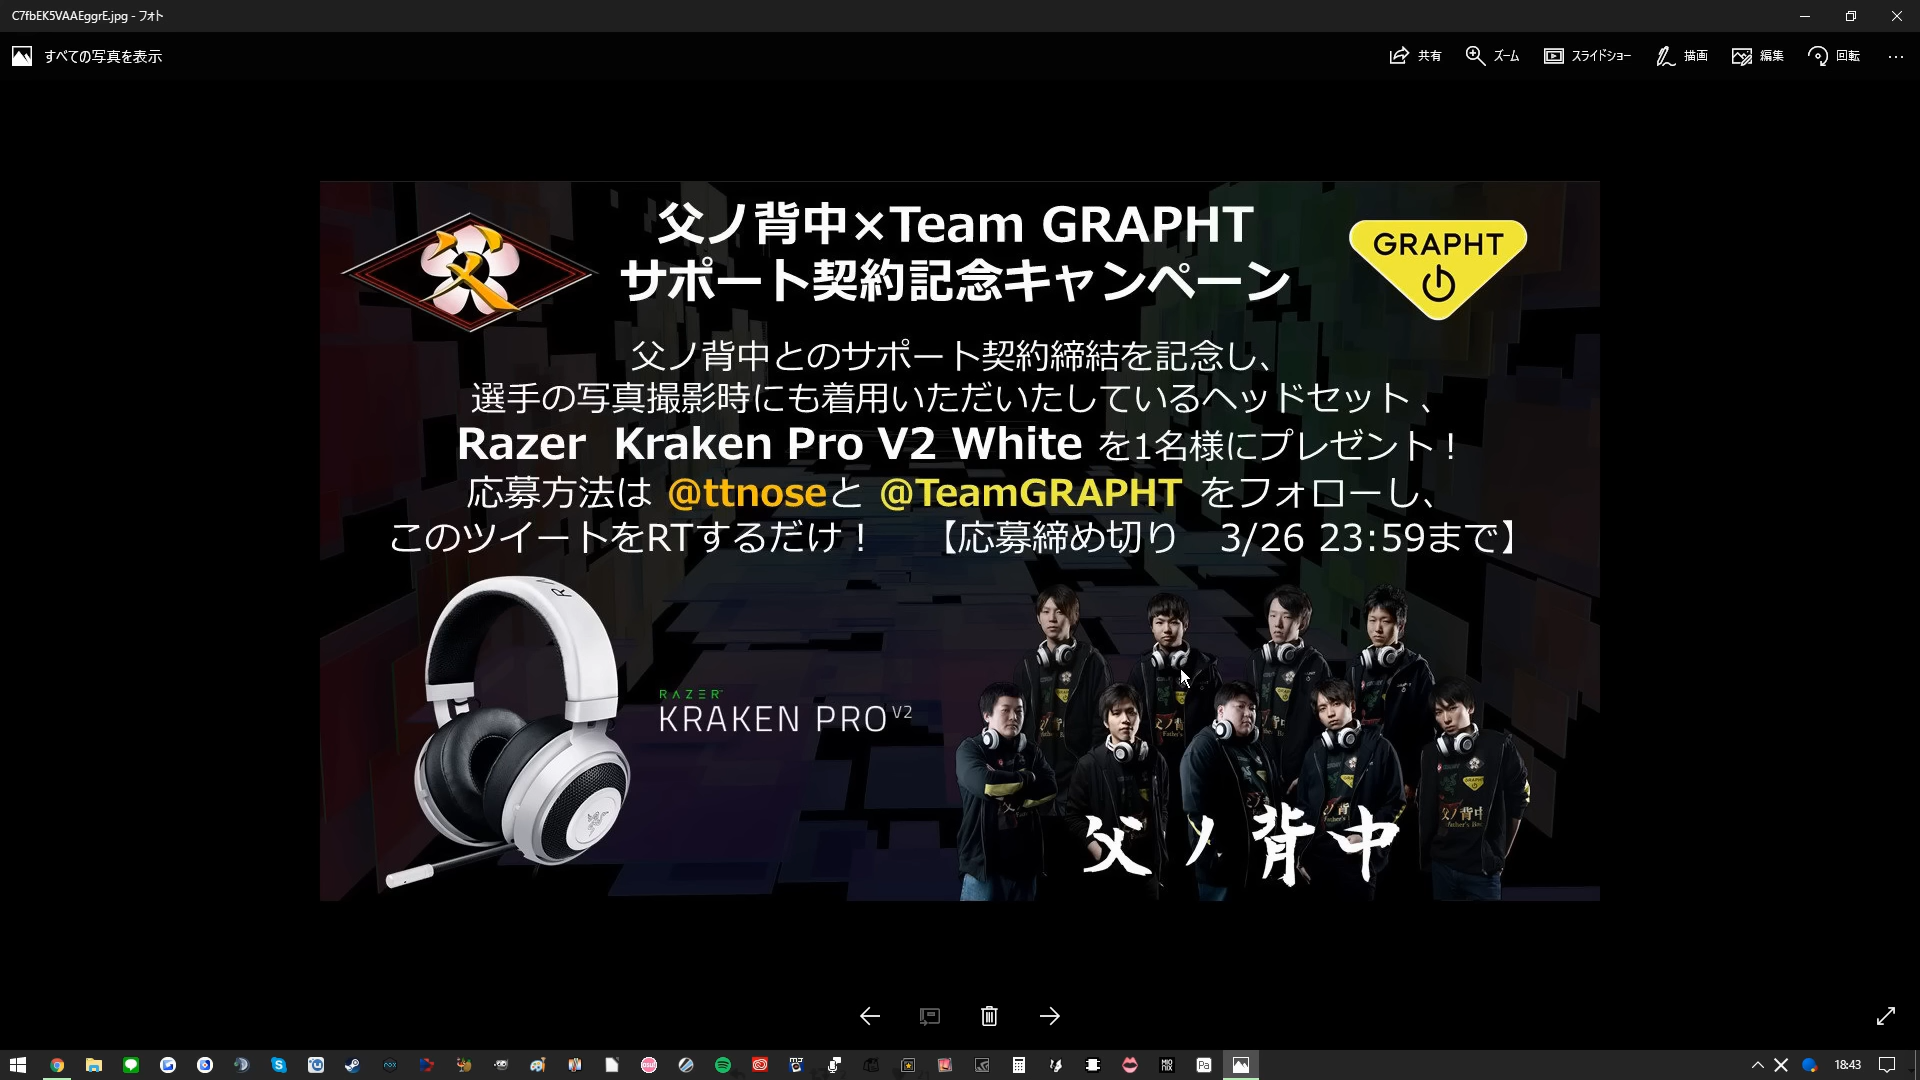 C7fbEK5VAAEggrE.jpg - フォト
すべての写真を表示
共有
ズーム
スライドショー
描画
編集
回転
父
父ノ背中×Team GRAPHT
サポート契約記念キャンペーン
GRAPHT
父ノ背中とのサポート契約締結を記念し、
選手の写真撮影時にも着用いただいたしているヘッドセット 、
Razer Kraken Pro V2 White を1名様にプレゼント！
応募方法は @ttnoseと @TeamGRAPHT をフォローし、
このツイートをRTするだけ！ 【応募締め切り 3/26 23:59まで】
RAZER
KRAKEN PRO V2
GRAPHT
父ノ背中
父ノ背中
18:43